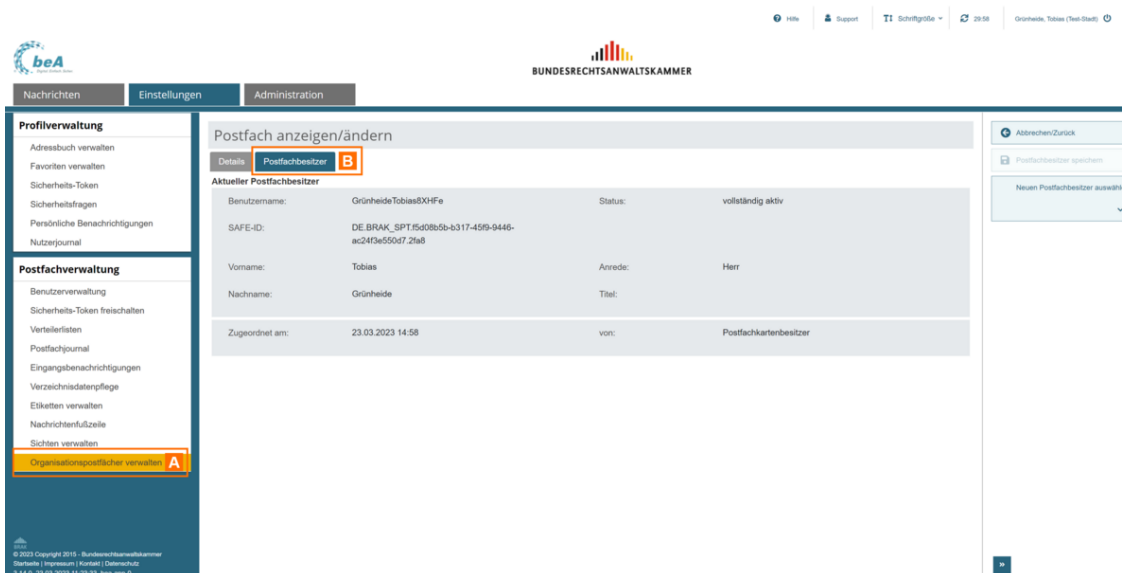 Hilfe Support Schriftgröße 29:58 Grünheide, Tobias (Test-Stadt)
beA
BUNDESRECHTSANWALTSKAMMER
Nachrichten Einstellungen Administration
Profilverwaltung
Adressbuch verwalten
Favoriten verwalten
Sicherheits-Token
Sicherheitsfragen
Persönliche Benachrichtigungen
Nutzerjournal
Postfachverwaltung
Benutzerverwaltung
Sicherheits-Token freischalten
Verteilerlisten
Postfachjournal
Eingangsbenachrichtigungen
Verzeichnisdatenpflege
Etiketten verwalten
Nachrichtenfußzeile
Sichten verwalten
Organisationspostfächer verwalten A
BRAK
© 2023 Copyright 2015 - Bundesrechtsanwaltskammer
Startseite | Impressum | Kontakt | Datenschutz
Postfach anzeigen/ändern
Details Postfachbesitzer B
Aktueller Postfachbesitzer
Benutzername: GrünheideTobias8XHFe Status: vollständig aktiv
SAFE-ID: DE.BRAK_SPT.f5d08b5b-b317-45f9-9446-
ac24f3e550d7.2fa8
Vorname: Tobias Anrede: Herr
Nachname: Grünheide Titel:
Zugeordnet am: 23.03.2023 14:58 von: Postfachkartenbesitzer
Abbrechen/Zurück
Postfachbesitzer speichern
Neuen Postfachbesitzer auswähl